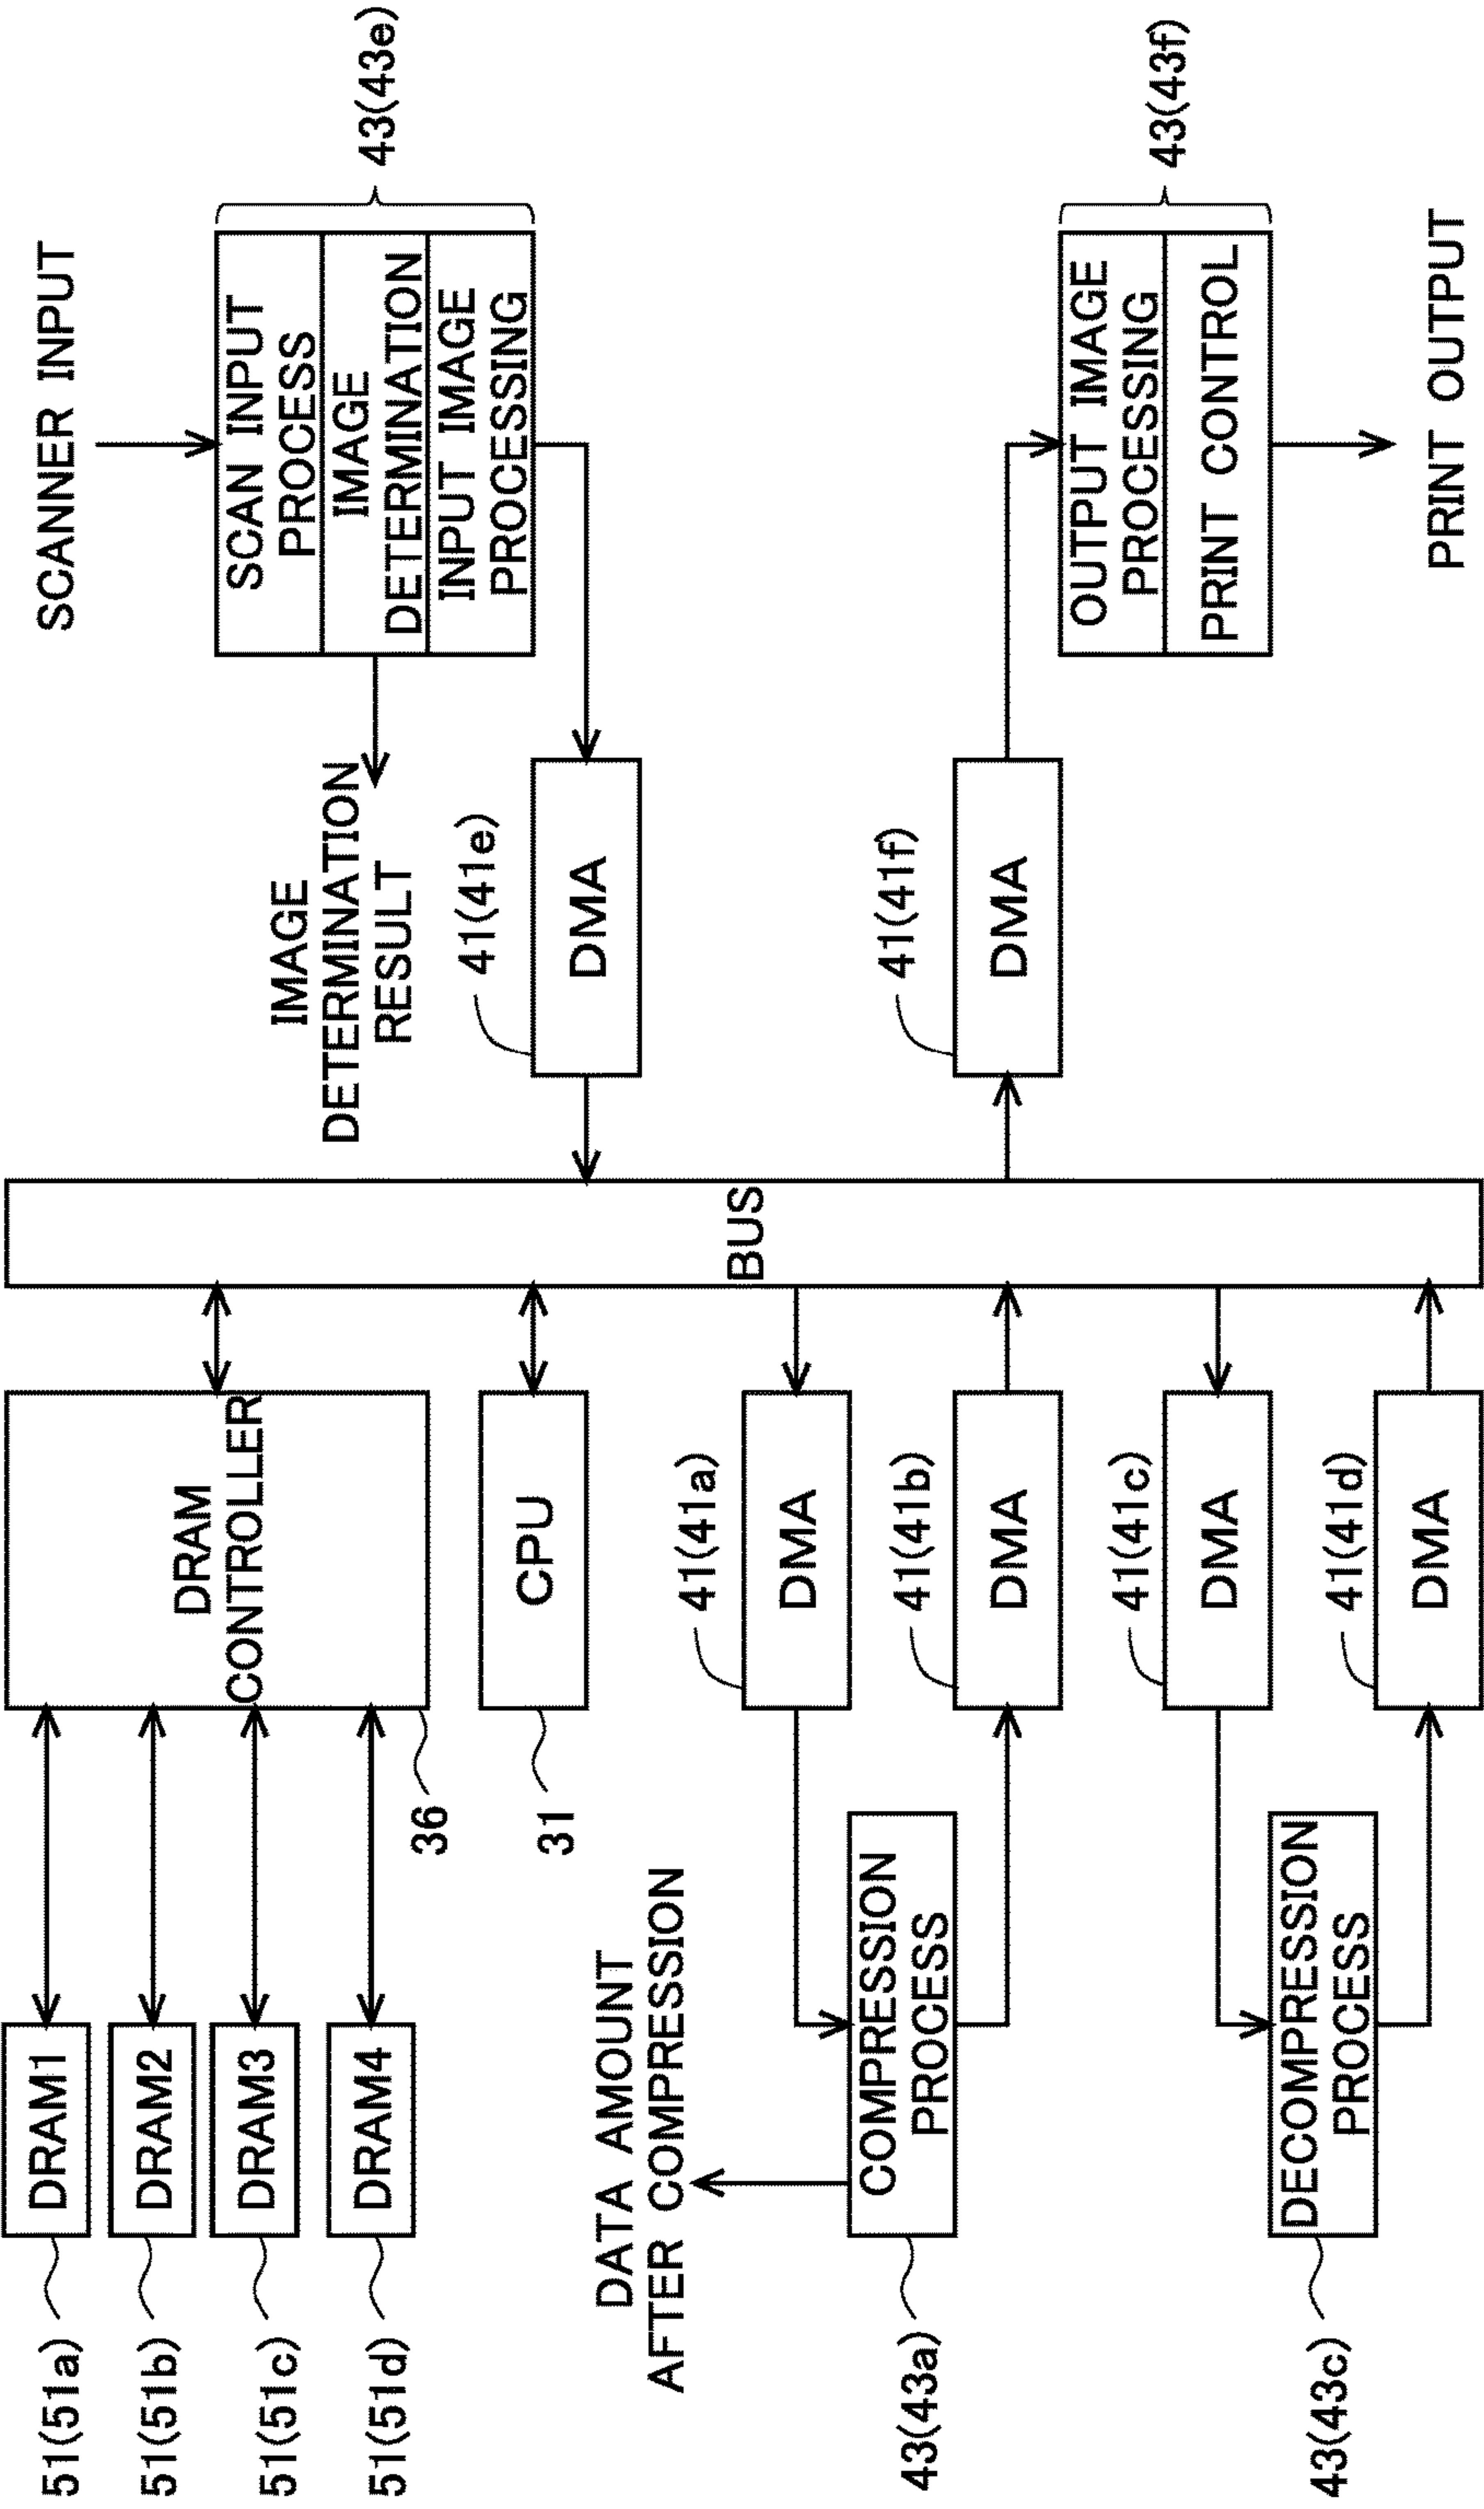 51(51a)
DRAM1
51(51b)
DRAM2
51(51c)
DRAM3
51(51d)
DRAM4
DRAM
CONTROLLER
36
CPU
31
DATA AMOUNT
AFTER COMPRESSION
43(43a)
COMPRESSION
PROCESS
41(41a)
DMA
41(41b)
DMA
43(43c)
DECOMPRESSION
PROCESS
41(41c)
DMA
41(41d)
DMA
BUS
SCANNER INPUT
SCAN INPUT
PROCESS
IMAGE
DETERMINATION
INPUT IMAGE
PROCESSING
43(43e)
IMAGE
DETERMINATION
RESULT
41(41e)
DMA
41(41f)
DMA
OUTPUT IMAGE
PROCESSING
PRINT CONTROL
43(43f)
PRINT OUTPUT